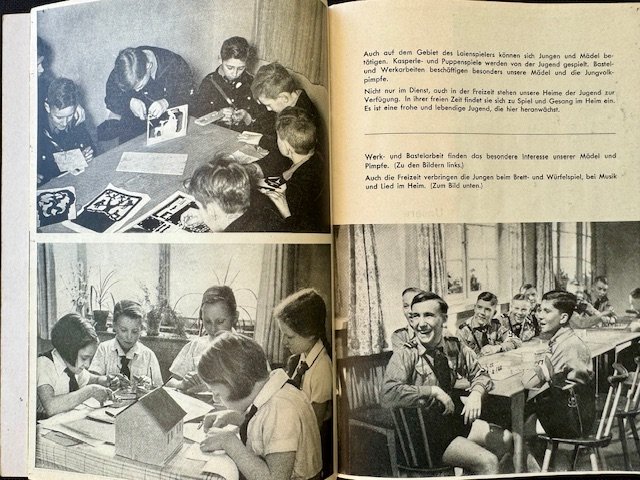 Auch auf dem Gebiet des Laienspielers können sich Jungen und Mädel be-
tätigen. Kasperle- und Puppenspiele werden von der Jugend gespielt. Bastel-
und Werkarbeiten beschäftigen besonders unsere Mädel und die Jungvolk-
pimpfe.
Nicht nur im Dienst, auch in der Freizeit stehen unsere Heime der Jugend zur
Verfügung. In ihrer freien Zeit findet sie sich zu Spiel und Gesang im Heim ein.
Es ist eine frohe und lebendige Jugend, die hier heranwächst.
Werk- und Bastelarbeit finden das besondere Interesse unserer Mädel und
Pimpfe. (Zu den Bildern links.)
Auch die Freizeit verbringen die Jungen beim Brett- und Würfelspiel, bei Musik
und Lied im Heim. (Zum Bild unten.)